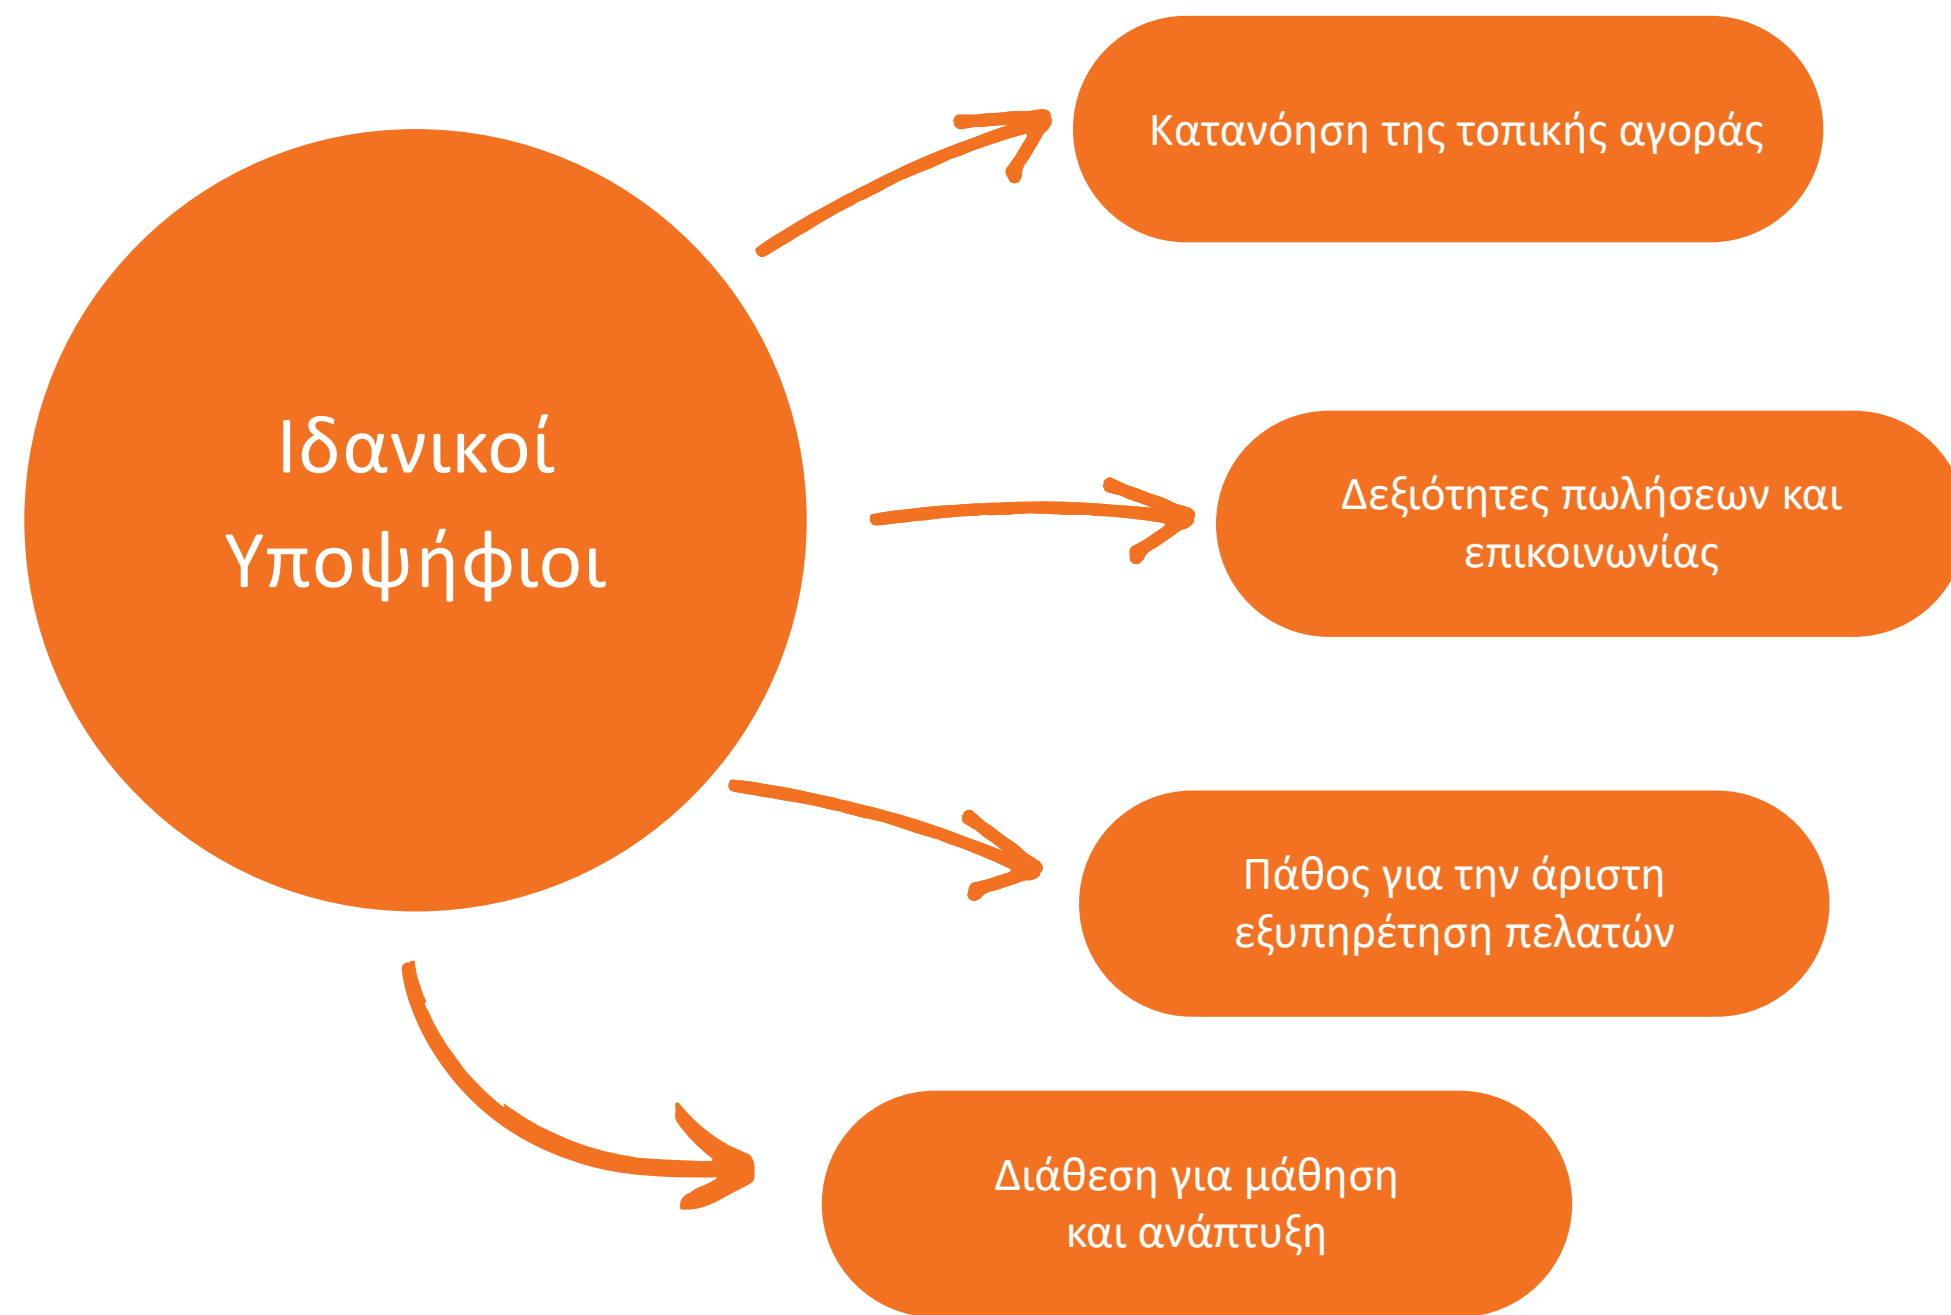 Ιδανικοί
Υποψήφιοι
Κατανόηση της τοπικής αγοράς
Δεξιότητες πωλήσεων και
επικοινωνίας
Πάθος για την άριστη
εξυπηρέτηση πελατών
Διάθεση για μάθηση
και ανάπτυξη